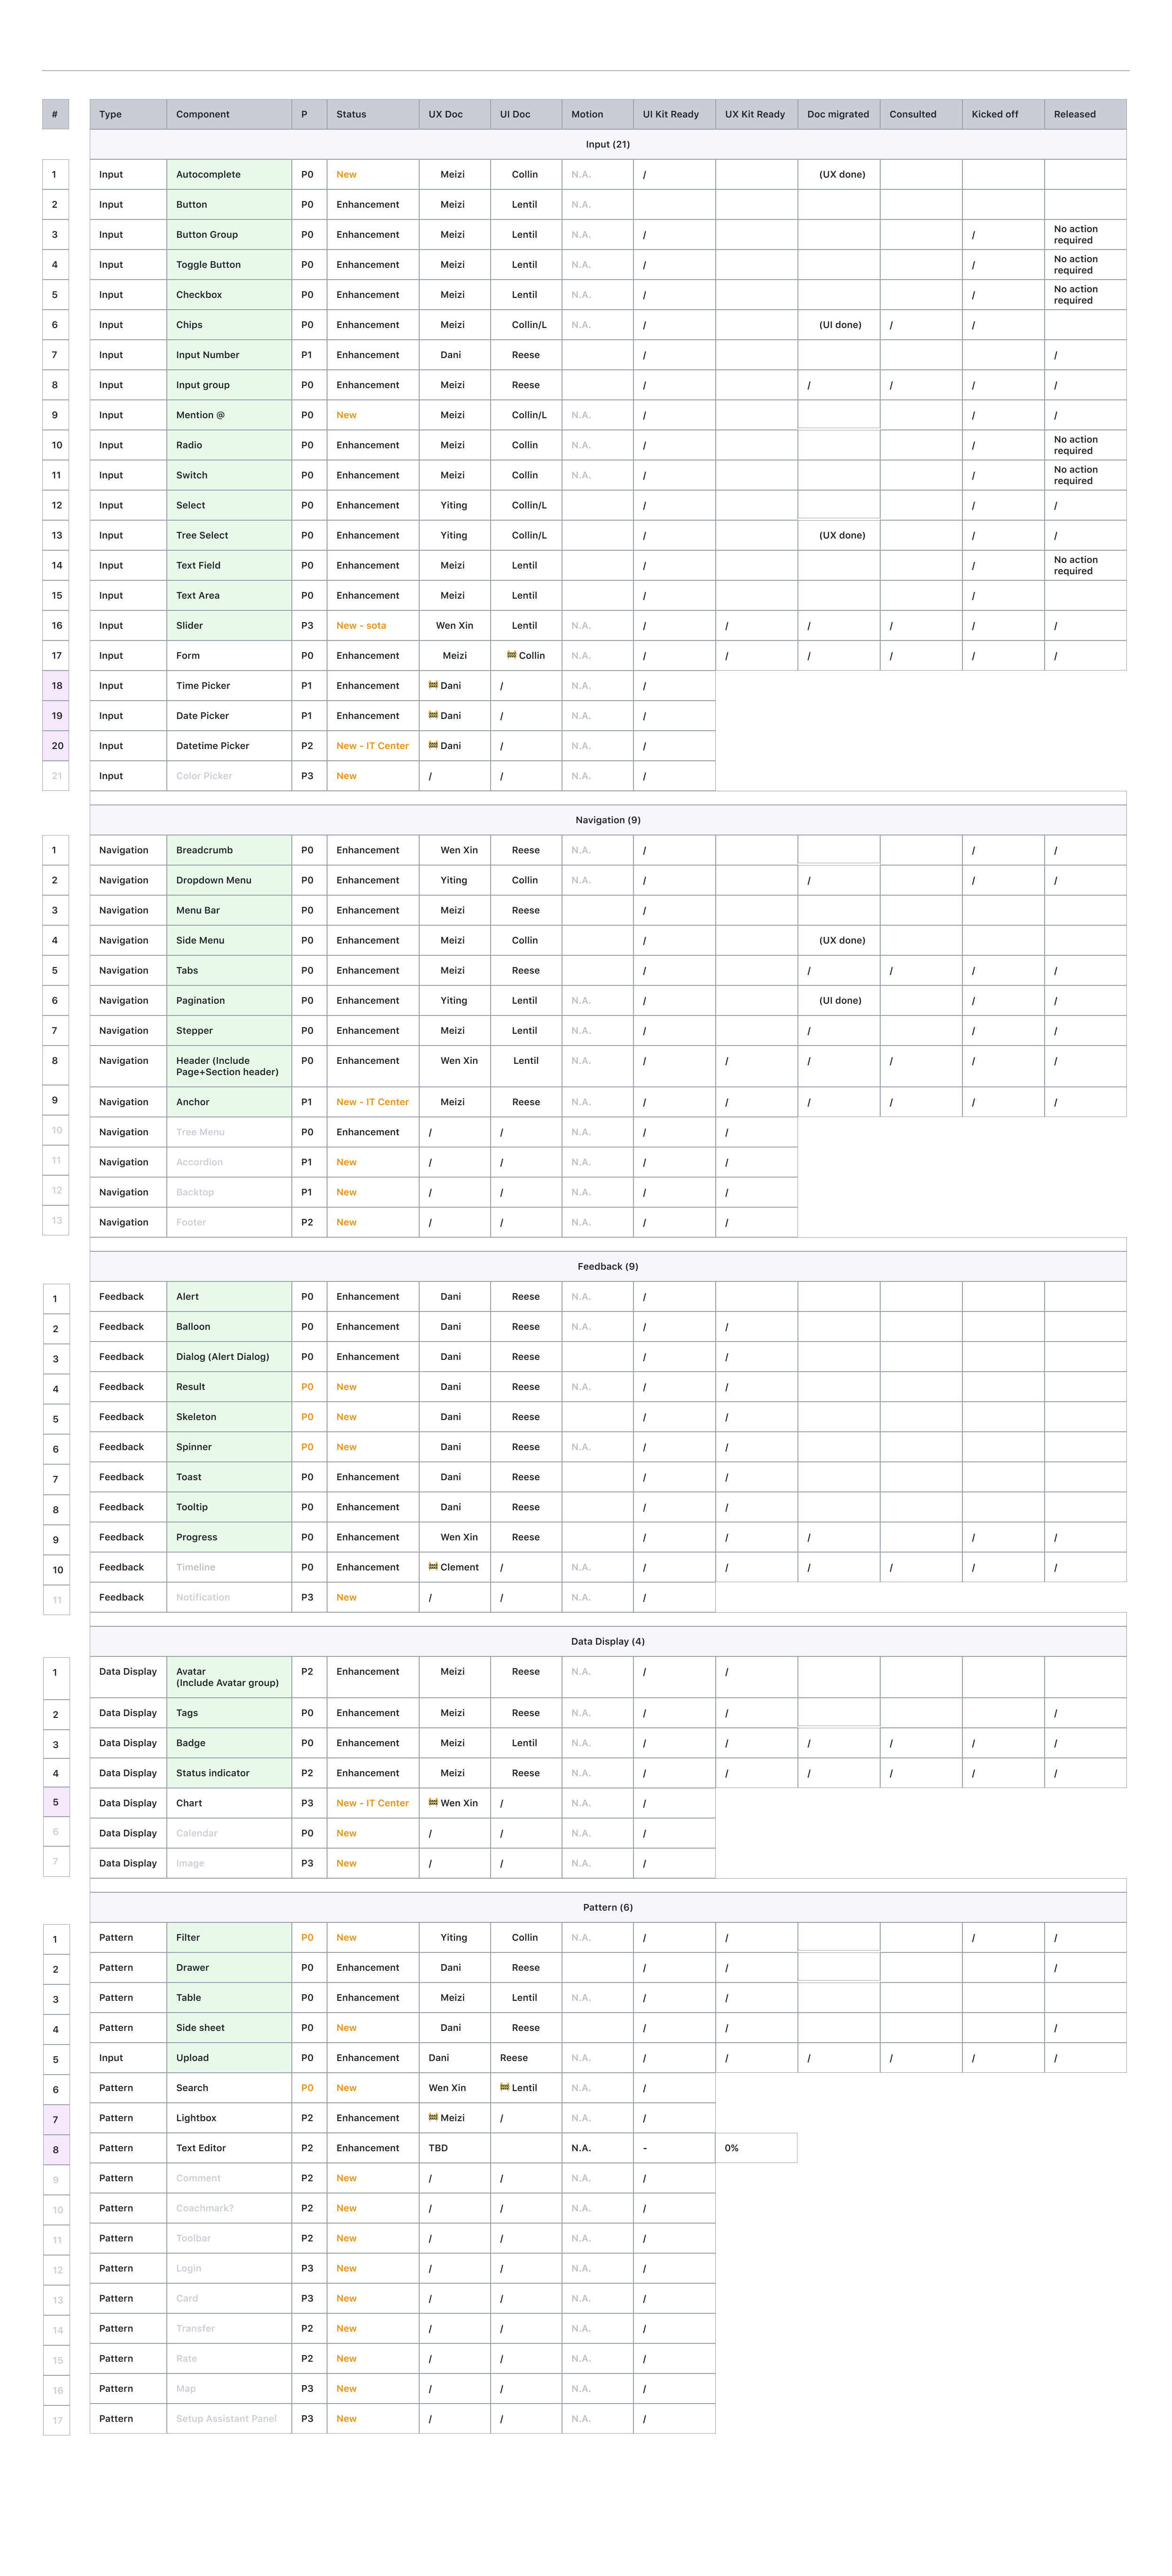 # Type Component P Status UX Doc UI Doc Motion UI Kit Ready UX Kit Ready Doc migrated Consulted Kicked off Released
Input (21)
1 Input Autocomplete P0 New Meizi Collin N.A. / (UX done)
2 Input Button P0 Enhancement Meizi Lentil N.A.
3 Input Button Group P0 Enhancement Meizi Lentil N.A. / / No action required
4 Input Toggle Button P0 Enhancement Meizi Lentil N.A. / / No action required
5 Input Checkbox P0 Enhancement Meizi Lentil N.A. / / No action required
6 Input Chips P0 Enhancement Meizi Collin/L N.A. / (UI done) / /
7 Input Input Number P1 Enhancement Dani Reese / /
8 Input Input group P0 Enhancement Meizi Reese / / / / /
9 Input Mention @ P0 New Meizi Collin/L N.A. / / /
10 Input Radio P0 Enhancement Meizi Collin N.A. / / No action required
11 Input Switch P0 Enhancement Meizi Collin N.A. / / No action required
12 Input Select P0 Enhancement Yiting Collin/L / / /
13 Input Tree Select P0 Enhancement Yiting Collin/L / (UX done) / /
14 Input Text Field P0 Enhancement Meizi Lentil / / No action required
15 Input Text Area P0 Enhancement Meizi Lentil / /
16 Input Slider P3 New - sota Wen Xin Lentil N.A. / / / / / /
17 Input Form P0 Enhancement Meizi 🚧 Collin N.A. / / / / / /
18 Input Time Picker P1 Enhancement 🚧 Dani / N.A. /
19 Input Date Picker P1 Enhancement 🚧 Dani / N.A. /
20 Input Datetime Picker P2 New - IT Center 🚧 Dani / N.A. /
21 Input Color Picker P3 New / / N.A. /
Navigation (9)
1 Navigation Breadcrumb P0 Enhancement Wen Xin Reese N.A. / / /
2 Navigation Dropdown Menu P0 Enhancement Yiting Collin N.A. / / / /
3 Navigation Menu Bar P0 Enhancement Meizi Reese /
4 Navigation Side Menu P0 Enhancement Meizi Collin / (UX done)
5 Navigation Tabs P0 Enhancement Meizi Reese / / / / /
6 Navigation Pagination P0 Enhancement Yiting Lentil N.A. / (UI done) / /
7 Navigation Stepper P0 Enhancement Meizi Lentil N.A. / / / /
8 Navigation Header (Include P0 Enhancement Wen Xin Lentil N.A. / / / / / /
Page+Section header)
9 Navigation Anchor P1 New - IT Center Meizi Reese N.A. / / / / / /
10 Navigation Tree Menu P0 Enhancement / / N.A. / /
11 Navigation Accordion P1 New / / N.A. / /
12 Navigation Backtop P1 New / / N.A. / /
13 Navigation Footer P2 New / / N.A. / /
Feedback (9)
1 Feedback Alert P0 Enhancement Dani Reese N.A. /
2 Feedback Balloon P0 Enhancement Dani Reese N.A. / /
3 Feedback Dialog (Alert Dialog) P0 Enhancement Dani Reese / /
4 Feedback Result P0 New Dani Reese N.A. / /
5 Feedback Skeleton P0 New Dani Reese / /
6 Feedback Spinner P0 New Dani Reese N.A. / /
7 Feedback Toast P0 Enhancement Dani Reese / /
8 Feedback Tooltip P0 Enhancement Dani Reese / /
9 Feedback Progress P0 Enhancement Wen Xin Reese / / / / /
10 Feedback Timeline P0 Enhancement 🚧 Clement / N.A. / / / / / /
11 Feedback Notification P3 New / / N.A. /
Data Display (4)
1 Data Display Avatar P2 Enhancement Meizi Reese N.A. / /
(Include Avatar group)
2 Data Display Tags P0 Enhancement Meizi Reese N.A. / / /
3 Data Display Badge P0 Enhancement Meizi Lentil N.A. / / / / / /
4 Data Display Status indicator P2 Enhancement Meizi Reese N.A. / / / / / /
5 Data Display Chart P3 New - IT Center 🚧 Wen Xin / N.A. /
6 Data Display Calendar P0 New / / N.A. /
7 Data Display Image P3 New / / N.A. /
Pattern (6)
1 Pattern Filter P0 New Yiting Collin N.A. / / / /
2 Pattern Drawer P0 Enhancement Dani Reese / / /
3 Pattern Table P0 Enhancement Meizi Lentil N.A. / /
4 Pattern Side sheet P0 New Dani Reese / / /
5 Input Upload P0 Enhancement Dani Reese N.A. / / / / / /
6 Pattern Search P0 New Wen Xin 🚧 Lentil N.A. /
7 Pattern Lightbox P2 Enhancement 🚧 Meizi / N.A. /
8 Pattern Text Editor P2 Enhancement TBD N.A. - 0%
9 Pattern Comment P2 New / / N.A. /
10 Pattern Coachmark? P2 New / / N.A. /
11 Pattern Toolbar P2 New / / N.A. /
12 Pattern Login P3 New / / N.A. /
13 Pattern Card P3 New / / N.A. /
14 Pattern Transfer P2 New / / N.A. /
15 Pattern Rate P2 New / / N.A. /
16 Pattern Map P3 New / / N.A. /
17 Pattern Setup Assistant Panel P3 New / / N.A. /